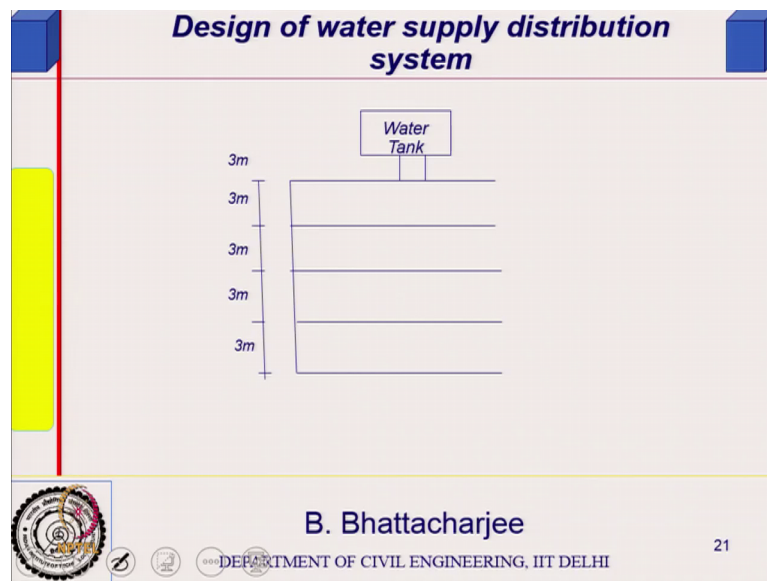 Design of water supply distribution
system
Water
Tank
3m
3m
3m
3m
3m
NPTEL
B. Bhattacharjee
DEPARTMENT OF CIVIL ENGINEERING, IIT DELHI
21